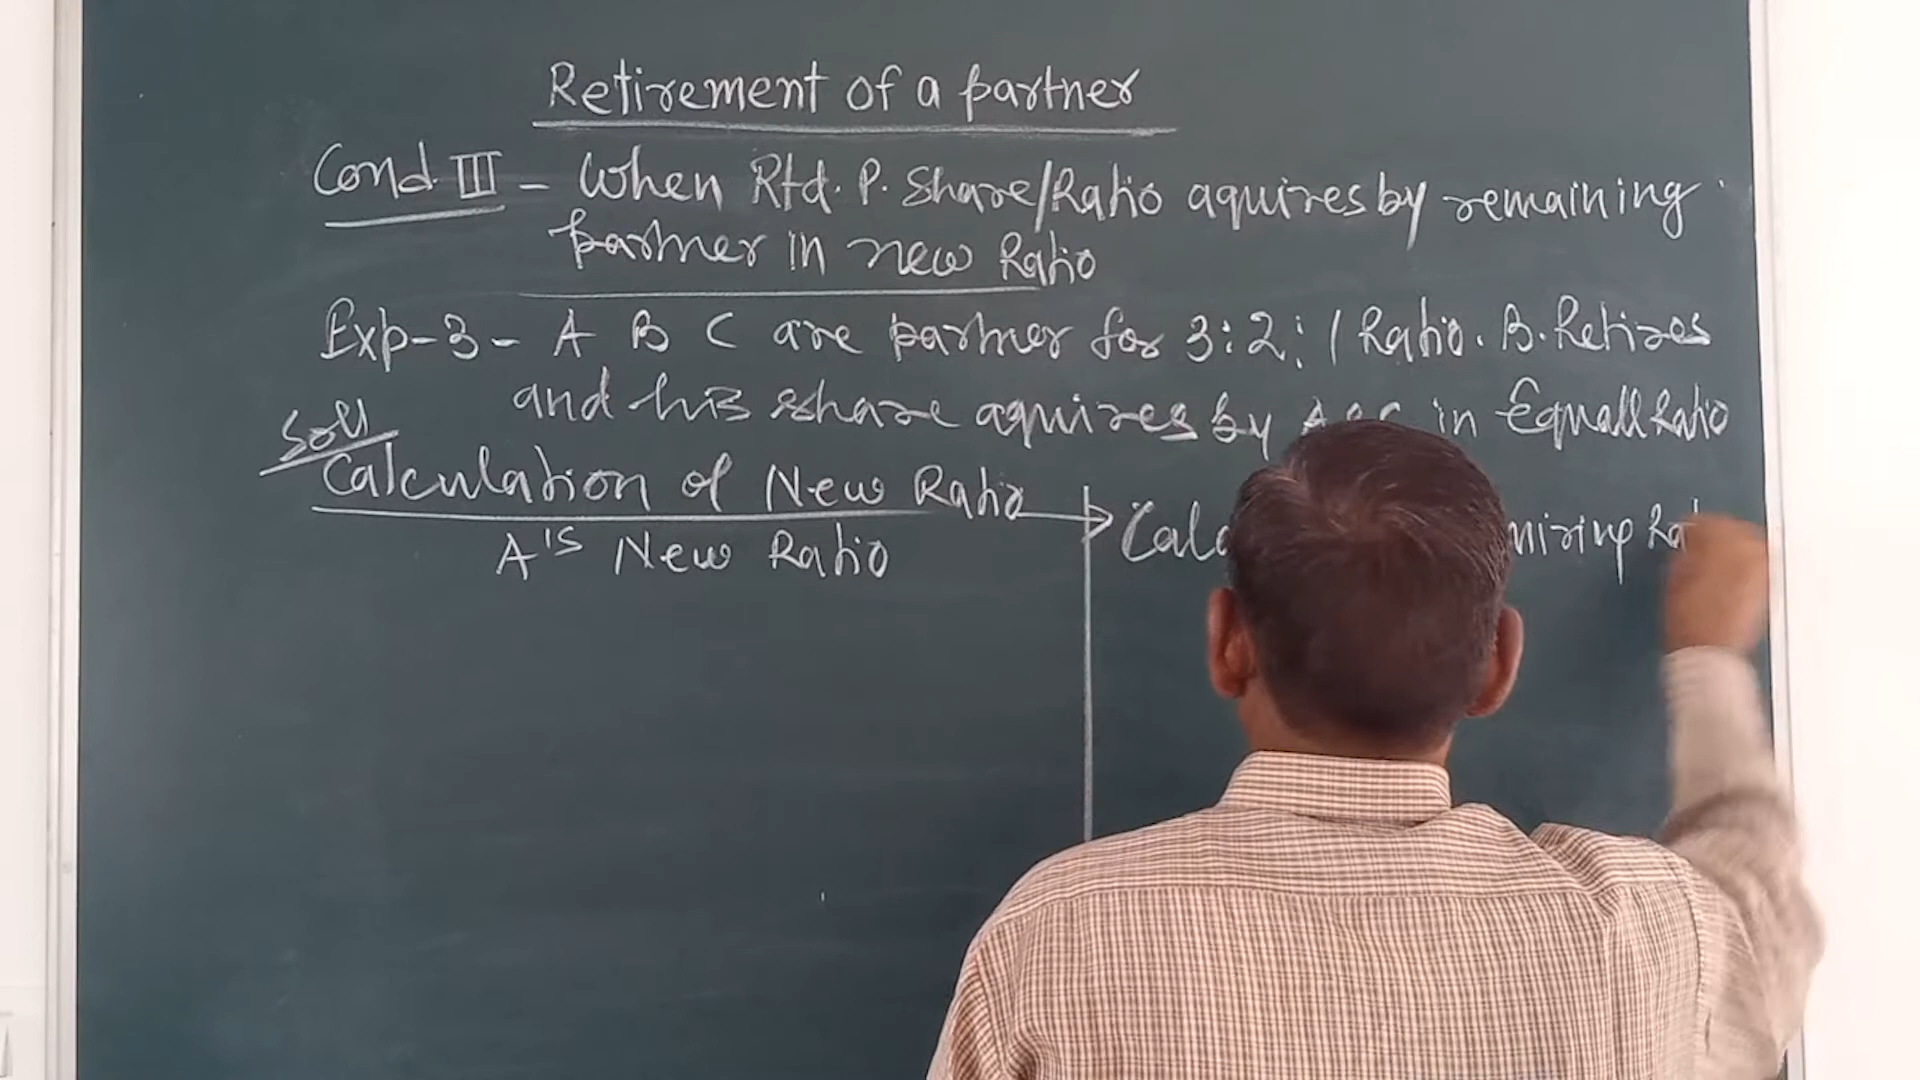 Retirement of a partner
Cond. III - When Rtd. P. Share/Ratio aquires by remaining
partner in new Ratio
Exp-3 - A B C are partner for 3:2:1 Ratio. B. Retires
and his share aquires by in Equall Ratio
Soln
Calculation of New Ratio
A's New Ratio